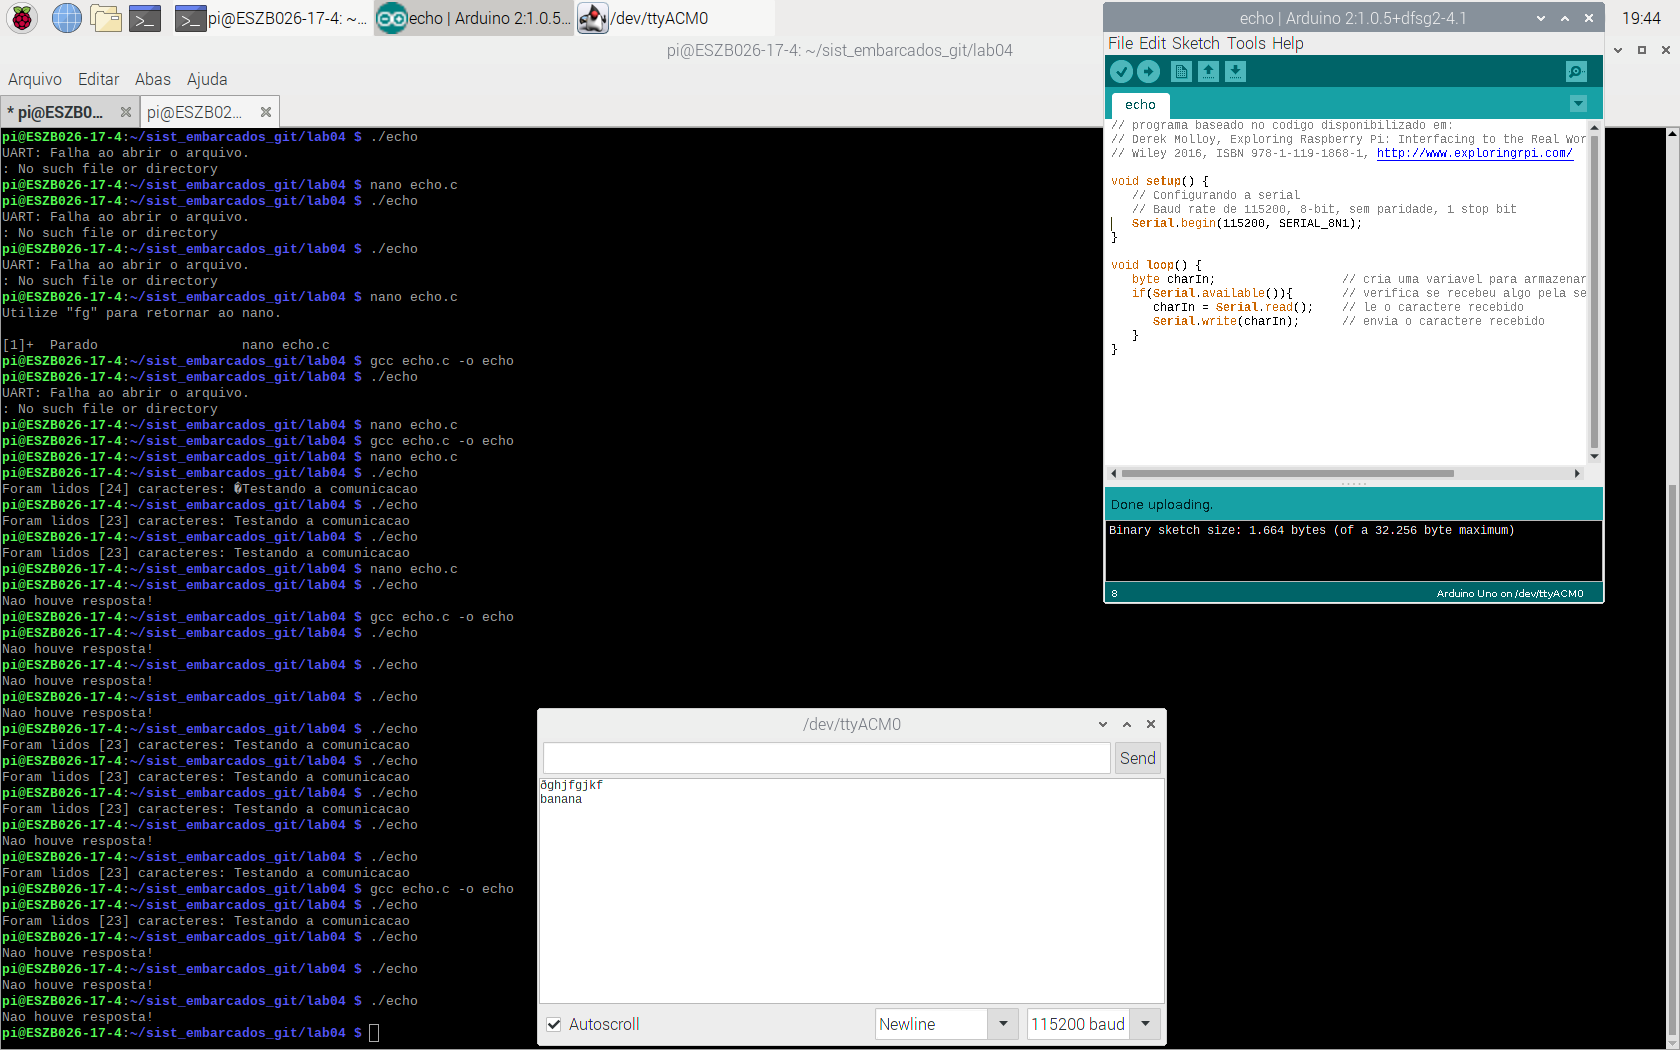 pi@ESZB026-17-4: ~...
echo | Arduino 2:1.0.5...
/dev/ttyACM0
19:44
pi@ESZB026-17-4: ~/sist_embarcados_git/lab04
Arquivo Editar Abas Ajuda
* pi@ESZB0...
pi@ESZB02...
pi@ESZB026-17-4:~/sist_embarcados_git/lab04 $ ./echo
UART: Falha ao abrir o arquivo.
: No such file or directory
pi@ESZB026-17-4:~/sist_embarcados_git/lab04 $ nano echo.c
pi@ESZB026-17-4:~/sist_embarcados_git/lab04 $ ./echo
UART: Falha ao abrir o arquivo.
: No such file or directory
pi@ESZB026-17-4:~/sist_embarcados_git/lab04 $ ./echo
UART: Falha ao abrir o arquivo.
: No such file or directory
pi@ESZB026-17-4:~/sist_embarcados_git/lab04 $ nano echo.c
Utilize "fg" para retornar ao nano.
[1]+  Parado                  nano echo.c
pi@ESZB026-17-4:~/sist_embarcados_git/lab04 $ gcc echo.c -o echo
pi@ESZB026-17-4:~/sist_embarcados_git/lab04 $ ./echo
UART: Falha ao abrir o arquivo.
: No such file or directory
pi@ESZB026-17-4:~/sist_embarcados_git/lab04 $ nano echo.c
pi@ESZB026-17-4:~/sist_embarcados_git/lab04 $ gcc echo.c -o echo
pi@ESZB026-17-4:~/sist_embarcados_git/lab04 $ nano echo.c
pi@ESZB026-17-4:~/sist_embarcados_git/lab04 $ ./echo
Foram lidos [24] caracteres: �Testando a comunicacao
pi@ESZB026-17-4:~/sist_embarcados_git/lab04 $ ./echo
Foram lidos [23] caracteres: Testando a comunicacao
pi@ESZB026-17-4:~/sist_embarcados_git/lab04 $ ./echo
Foram lidos [23] caracteres: Testando a comunicacao
pi@ESZB026-17-4:~/sist_embarcados_git/lab04 $ nano echo.c
pi@ESZB026-17-4:~/sist_embarcados_git/lab04 $ ./echo
Nao houve resposta!
pi@ESZB026-17-4:~/sist_embarcados_git/lab04 $ gcc echo.c -o echo
pi@ESZB026-17-4:~/sist_embarcados_git/lab04 $ ./echo
Nao houve resposta!
pi@ESZB026-17-4:~/sist_embarcados_git/lab04 $ ./echo
Nao houve resposta!
pi@ESZB026-17-4:~/sist_embarcados_git/lab04 $ ./echo
Nao houve resposta!
pi@ESZB026-17-4:~/sist_embarcados_git/lab04 $ ./echo
Foram lidos [23] caracteres: Testando a comunicacao
pi@ESZB026-17-4:~/sist_embarcados_git/lab04 $ ./echo
Foram lidos [23] caracteres: Testando a comunicacao
pi@ESZB026-17-4:~/sist_embarcados_git/lab04 $ ./echo
Foram lidos [23] caracteres: Testando a comunicacao
pi@ESZB026-17-4:~/sist_embarcados_git/lab04 $ ./echo
Nao houve resposta!
pi@ESZB026-17-4:~/sist_embarcados_git/lab04 $ ./echo
Foram lidos [23] caracteres: Testando a comunicacao
pi@ESZB026-17-4:~/sist_embarcados_git/lab04 $ gcc echo.c -o echo
pi@ESZB026-17-4:~/sist_embarcados_git/lab04 $ ./echo
Foram lidos [23] caracteres: Testando a comunicacao
pi@ESZB026-17-4:~/sist_embarcados_git/lab04 $ ./echo
Nao houve resposta!
pi@ESZB026-17-4:~/sist_embarcados_git/lab04 $ ./echo
Nao houve resposta!
pi@ESZB026-17-4:~/sist_embarcados_git/lab04 $ ./echo
Nao houve resposta!
pi@ESZB026-17-4:~/sist_embarcados_git/lab04 $
echo | Arduino 2:1.0.5+dfsg2-4.1
File Edit Sketch Tools Help
echo
// programa baseado no codigo disponibilizado em:
// Derek Molloy, Exploring Raspberry Pi: Interfacing to the Real Wor
// Wiley 2016, ISBN 978-1-119-1868-1, http://www.exploringrpi.com/
void setup() {
// Configurando a serial
// Baud rate de 115200, 8-bit, sem paridade, 1 stop bit
Serial.begin(115200, SERIAL_8N1);
}
void loop() {
byte charIn;                  // cria uma variavel para armazenar
if(Serial.available()){       // verifica se recebeu algo pela se
charIn = Serial.read();    // le o caractere recebido
Serial.write(charIn);      // envia o caractere recebido
}
}
Done uploading.
Binary sketch size: 1.664 bytes (of a 32.256 byte maximum)
8
Arduino Uno on /dev/ttyACM0
/dev/ttyACM0
Send
ðghjfgjkf
banana
Autoscroll
Newline
115200 baud